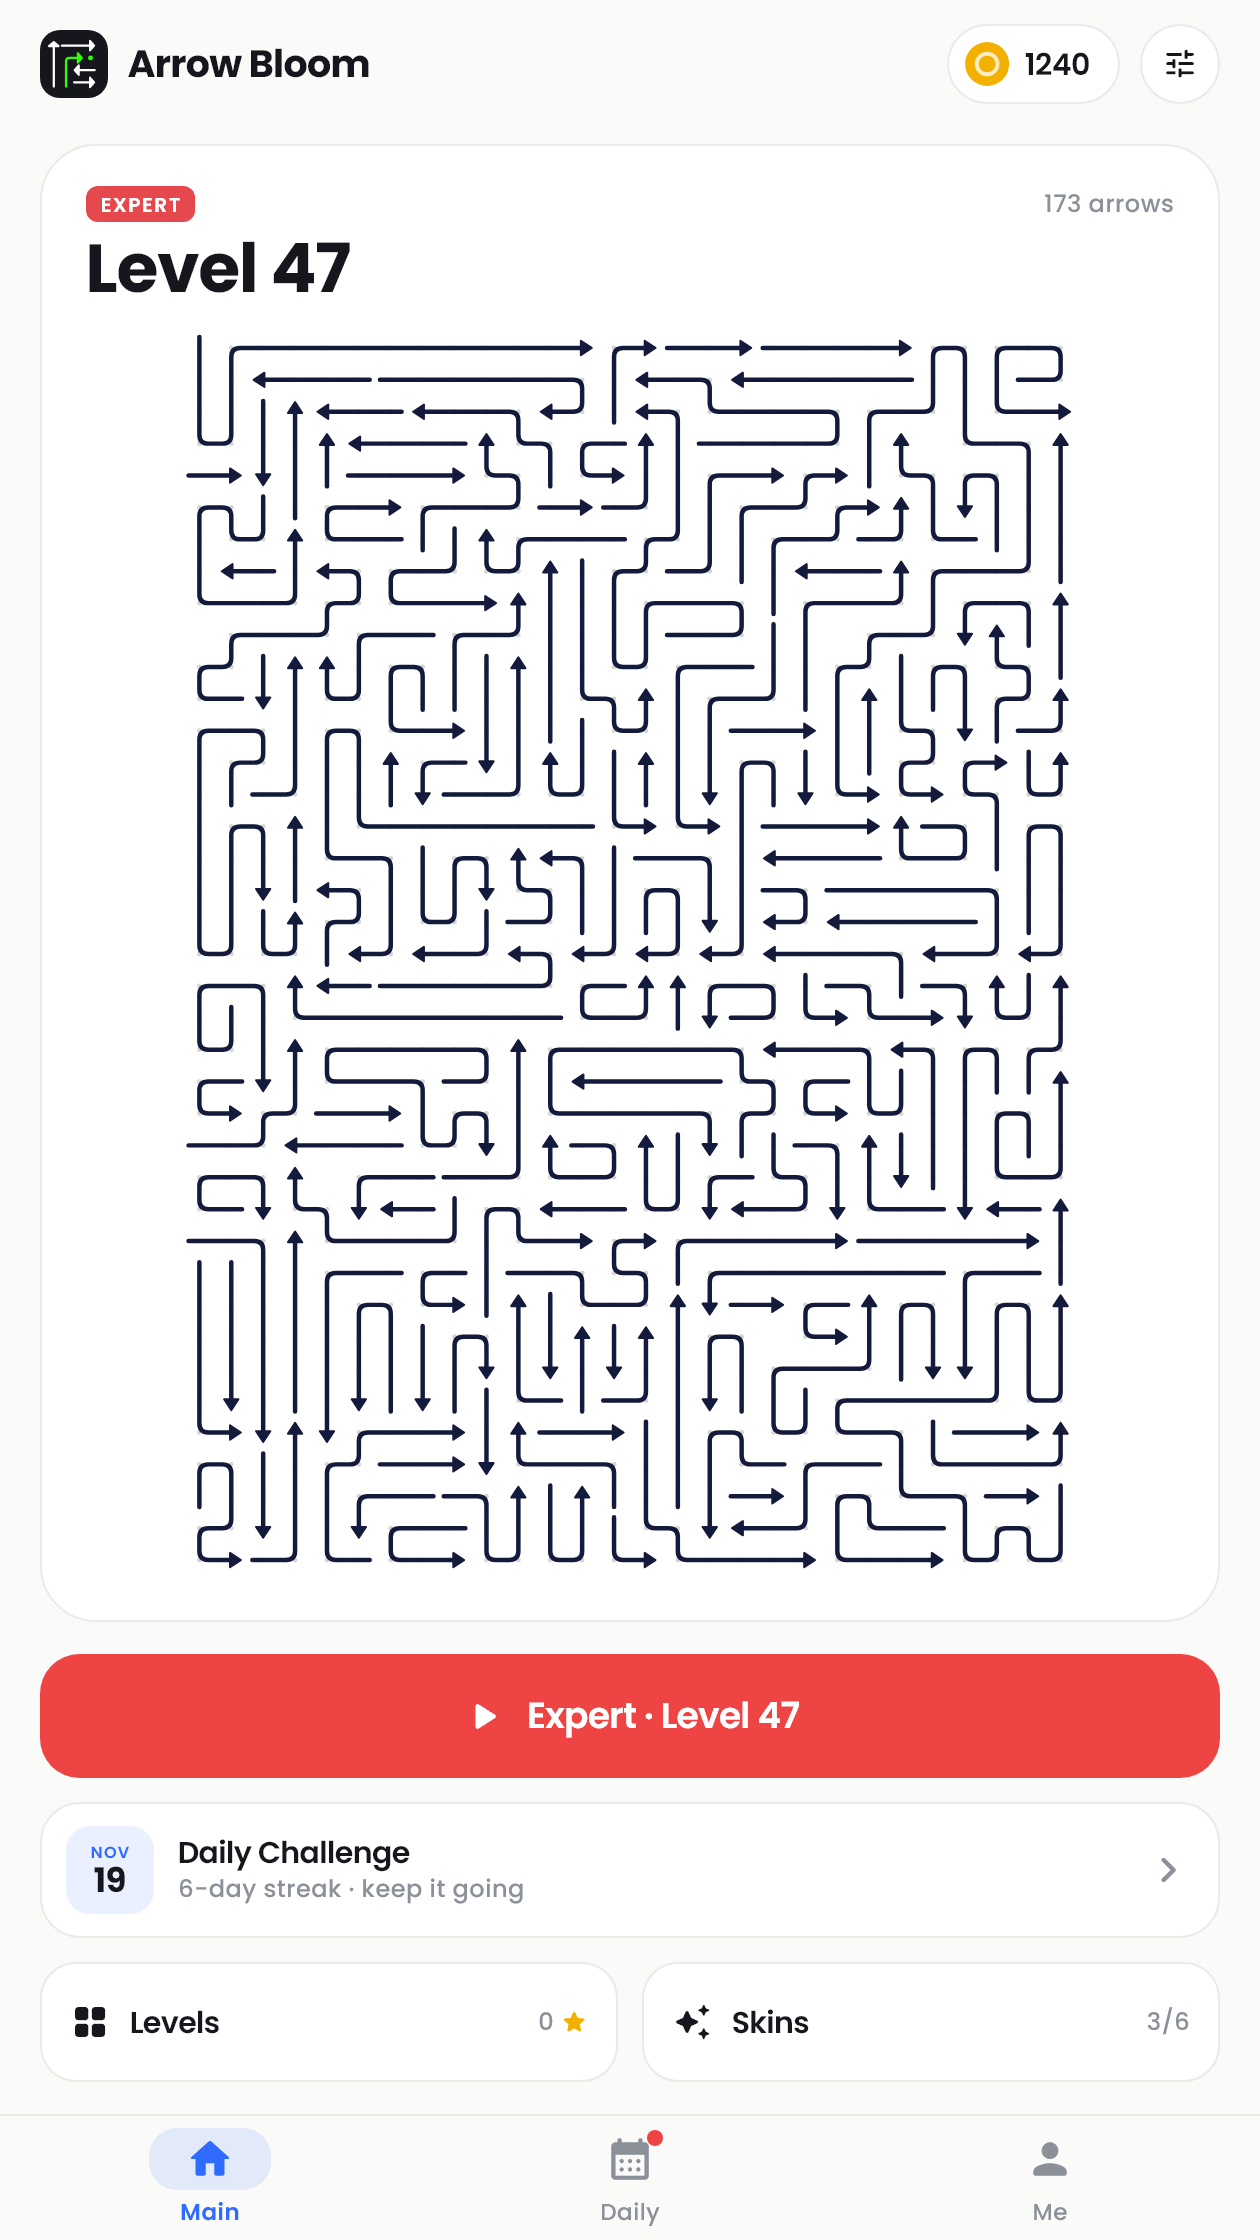 Arrow Bloom
1240
EXPERT
173 arrows
Level 47
Expert · Level 47
NOV
19
Daily Challenge
6-day streak · keep it going
Levels
0
Skins
3/6
Main
Daily
Me